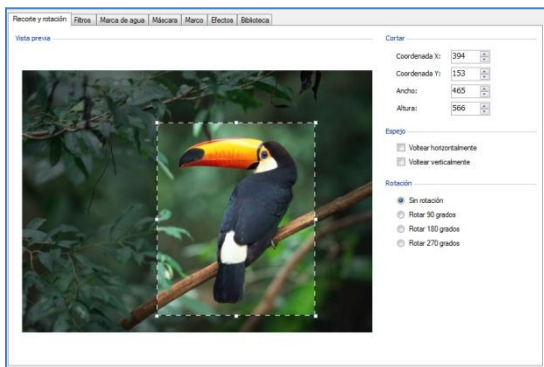 Recorte y rotación Filtros Marca de agua Máscara Marco Efectos Biblioteca
Vista previa
Cortar
Coordenada X: 394
Coordenada Y: 153
Ancho: 465
Altura: 566
Espejo
Voltear horizontalmente
Voltear verticalmente
Rotación
Sin rotación
Rotar 90 grados
Rotar 180 grados
Rotar 270 grados